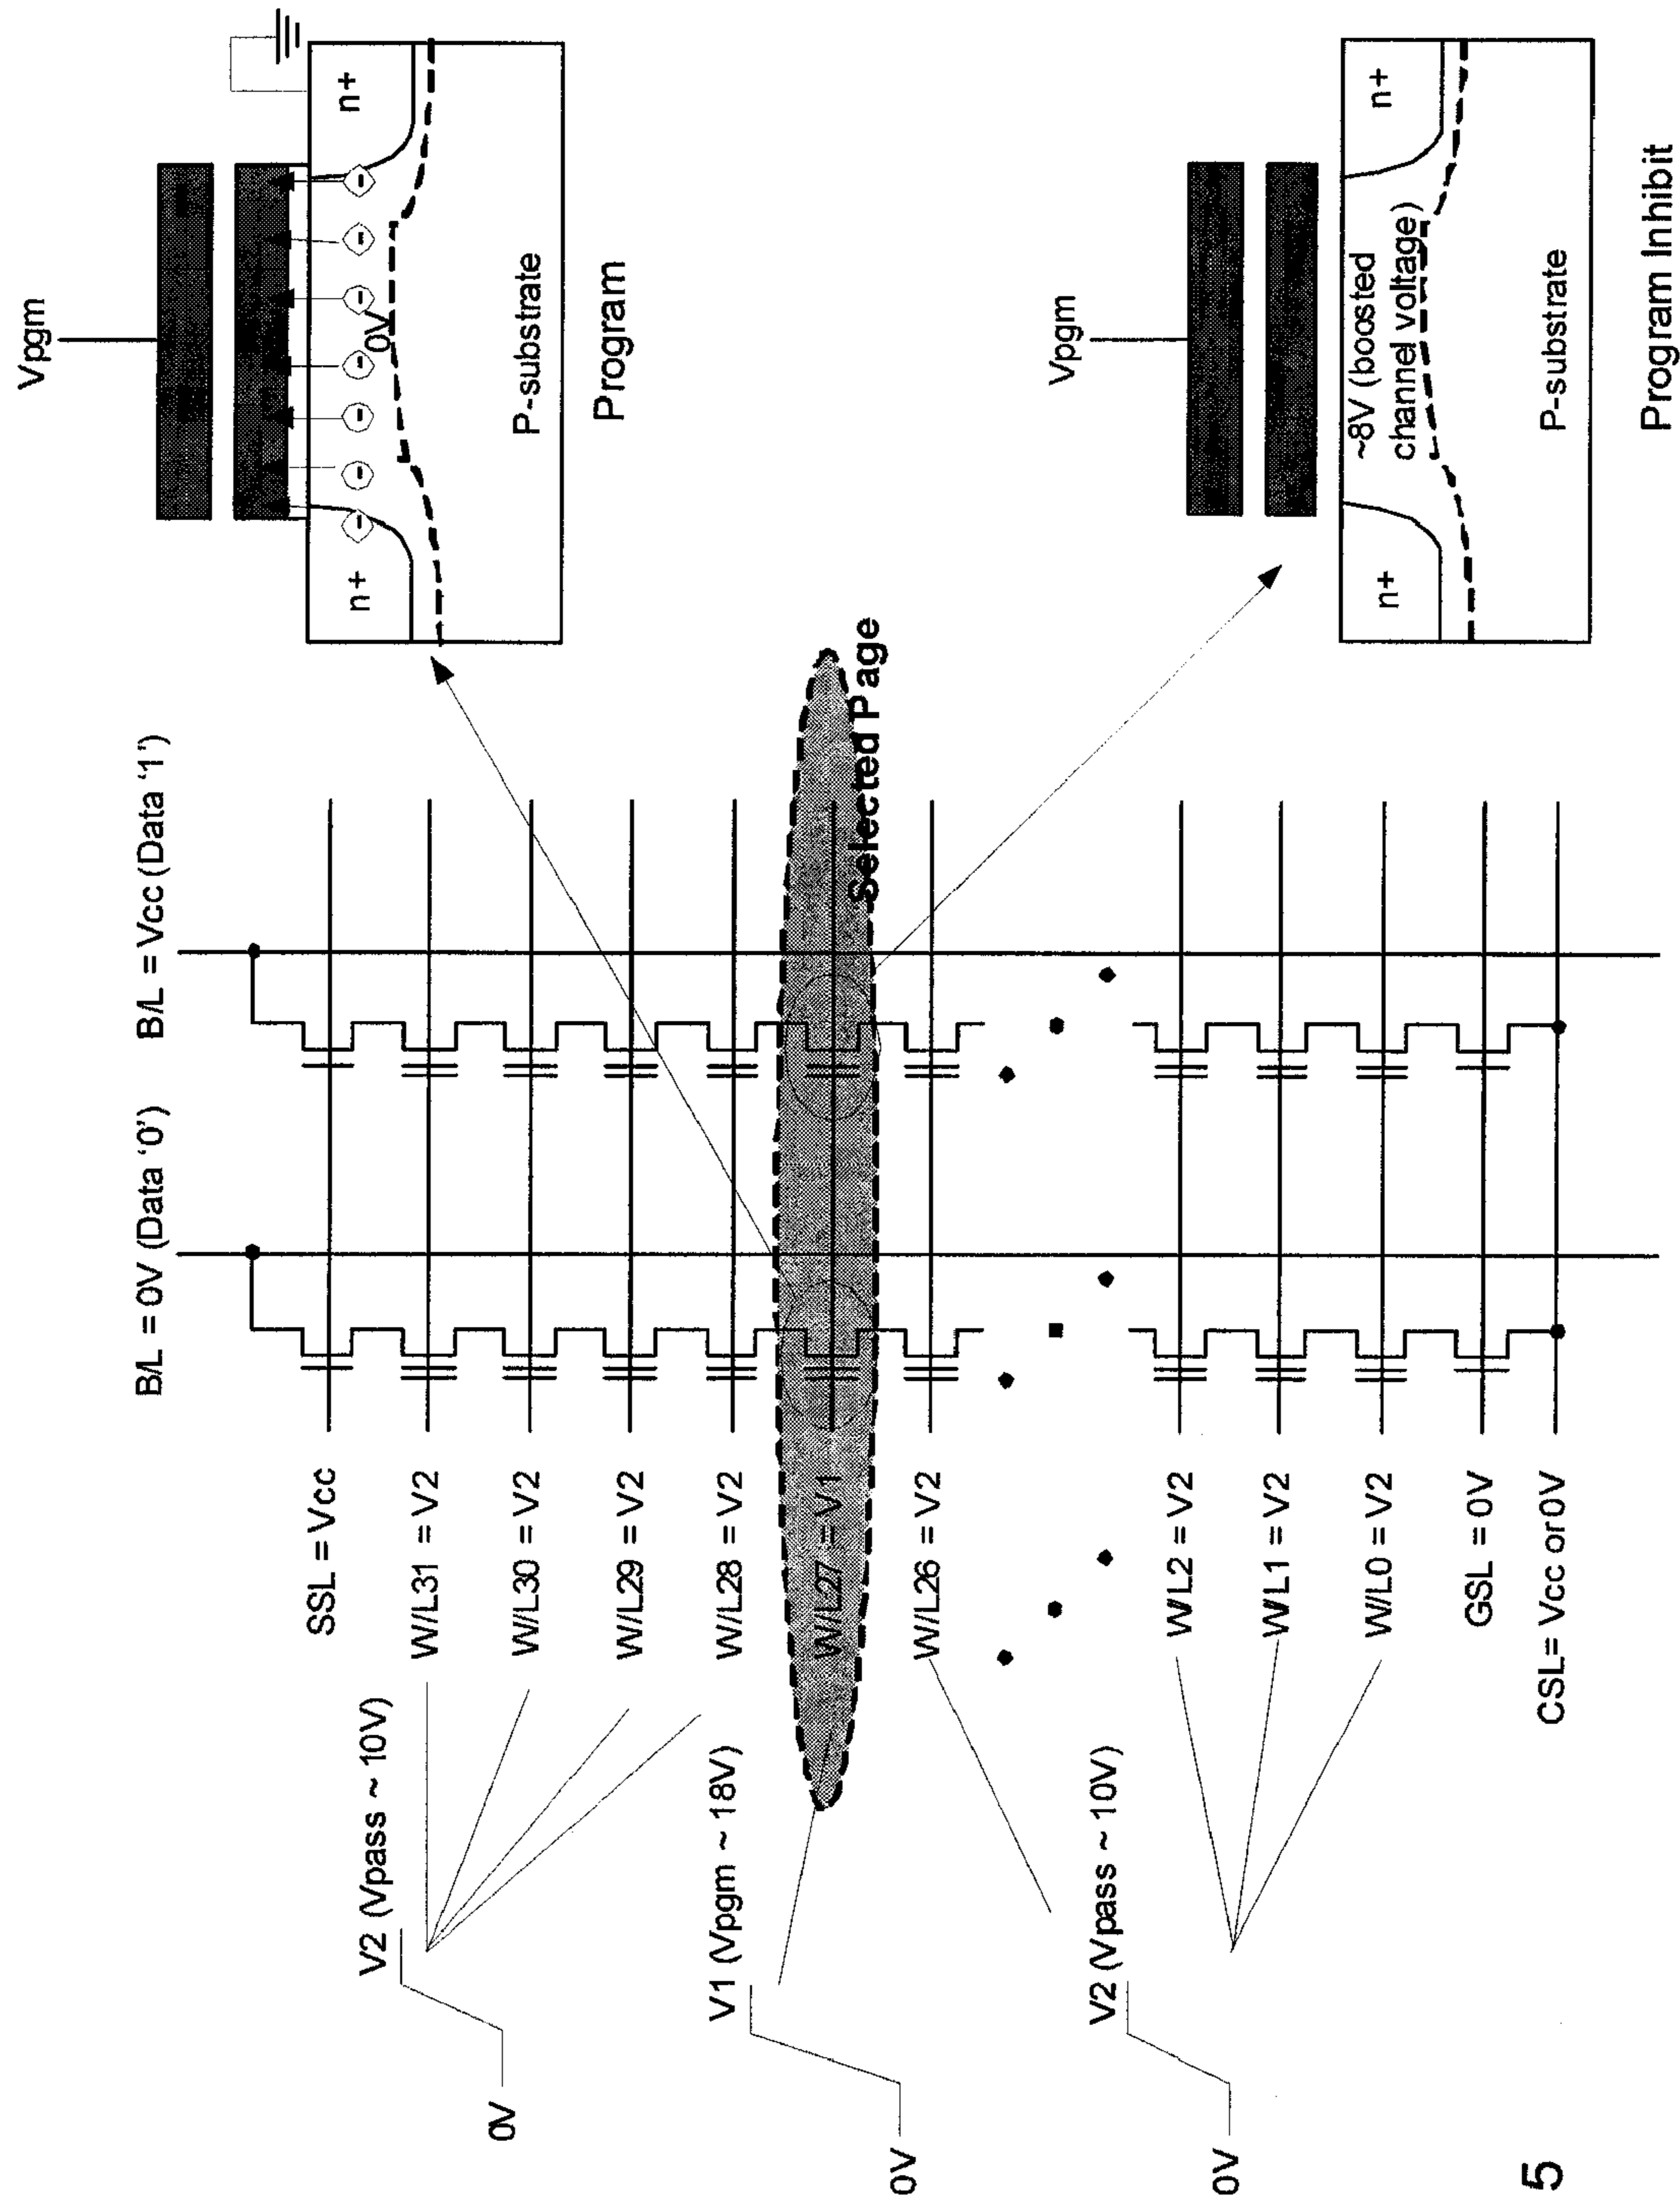 B/L = 0V (Data ‘0’)
B/L = Vcc (Data ‘1’)
V2 (Vpass ~ 10V)
0V
V1 (Vpgm ~ 18V)
0V
V2 (Vpass ~ 10V)
0V
SSL = Vcc
W/L31 = V2
W/L30 = V2
W/L29 = V2
W/L28 = V2
W/L27 = V1
W/L26 = V2
W/L2 = V2
W/L1 = V2
W/L0 = V2
GSL = 0V
CSL= Vcc or 0V
Selected Page
Vpgm
n+
n+
0V
P-substrate
Program
Vpgm
n+
n+
~8V (boosted
channel voltage)
P-substrate
Program Inhibit
5